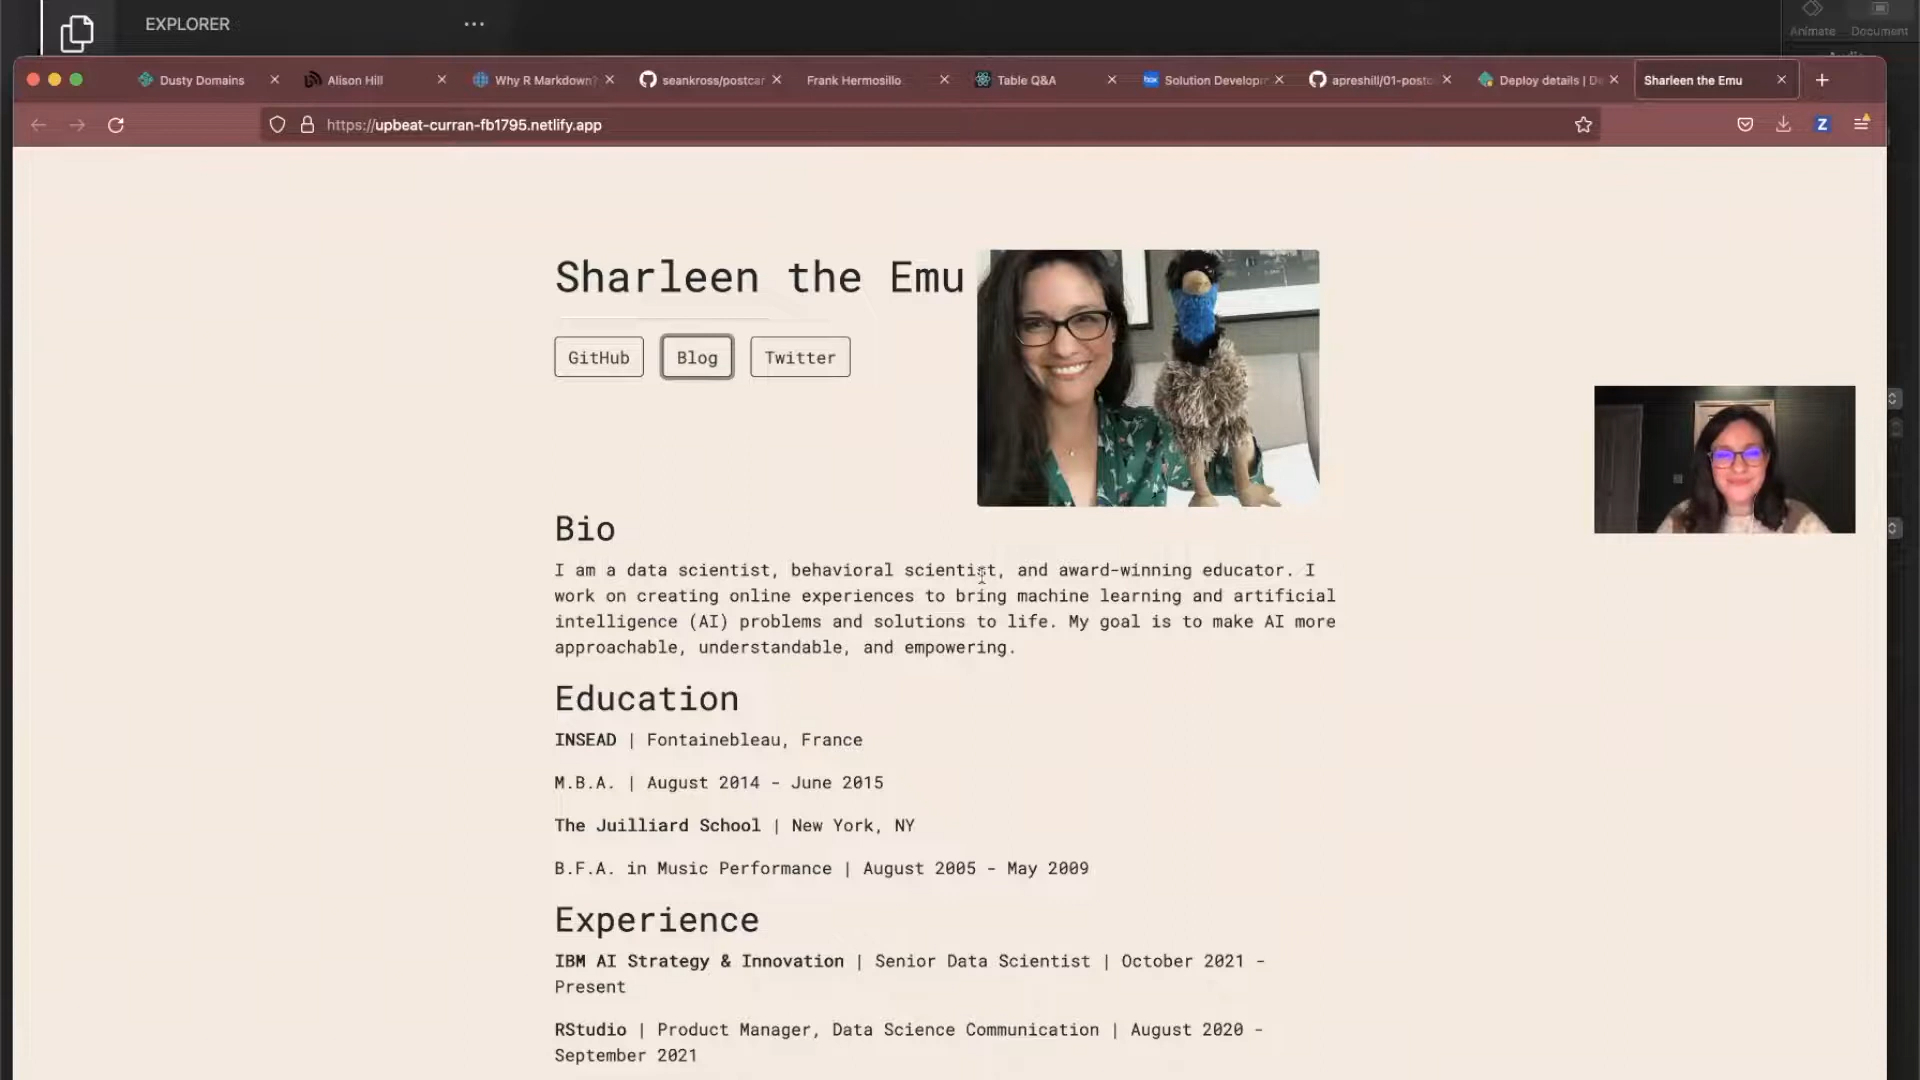 EXPLORER
Animate Document
Dusty Domains
Alison Hill
Why R Markdown?
seankross/postcar
Frank Hermosillo
Table Q&A
box Solution Develop
apreshill/01-postc
Deploy details | D
Sharleen the Emu
https://upbeat-curran-fb1795.netlify.app
Z
Sharleen the Emu
GitHub
Blog
Twitter
Bio
I am a data scientist, behavioral scientist, and award-winning educator. I
work on creating online experiences to bring machine learning and artificial
intelligence (AI) problems and solutions to life. My goal is to make AI more
approachable, understandable, and empowering.
Education
INSEAD | Fontainebleau, France
M.B.A. | August 2014 - June 2015
The Juilliard School | New York, NY
B.F.A. in Music Performance | August 2005 - May 2009
Experience
IBM AI Strategy & Innovation | Senior Data Scientist | October 2021 -
Present
RStudio | Product Manager, Data Science Communication | August 2020 -
September 2021